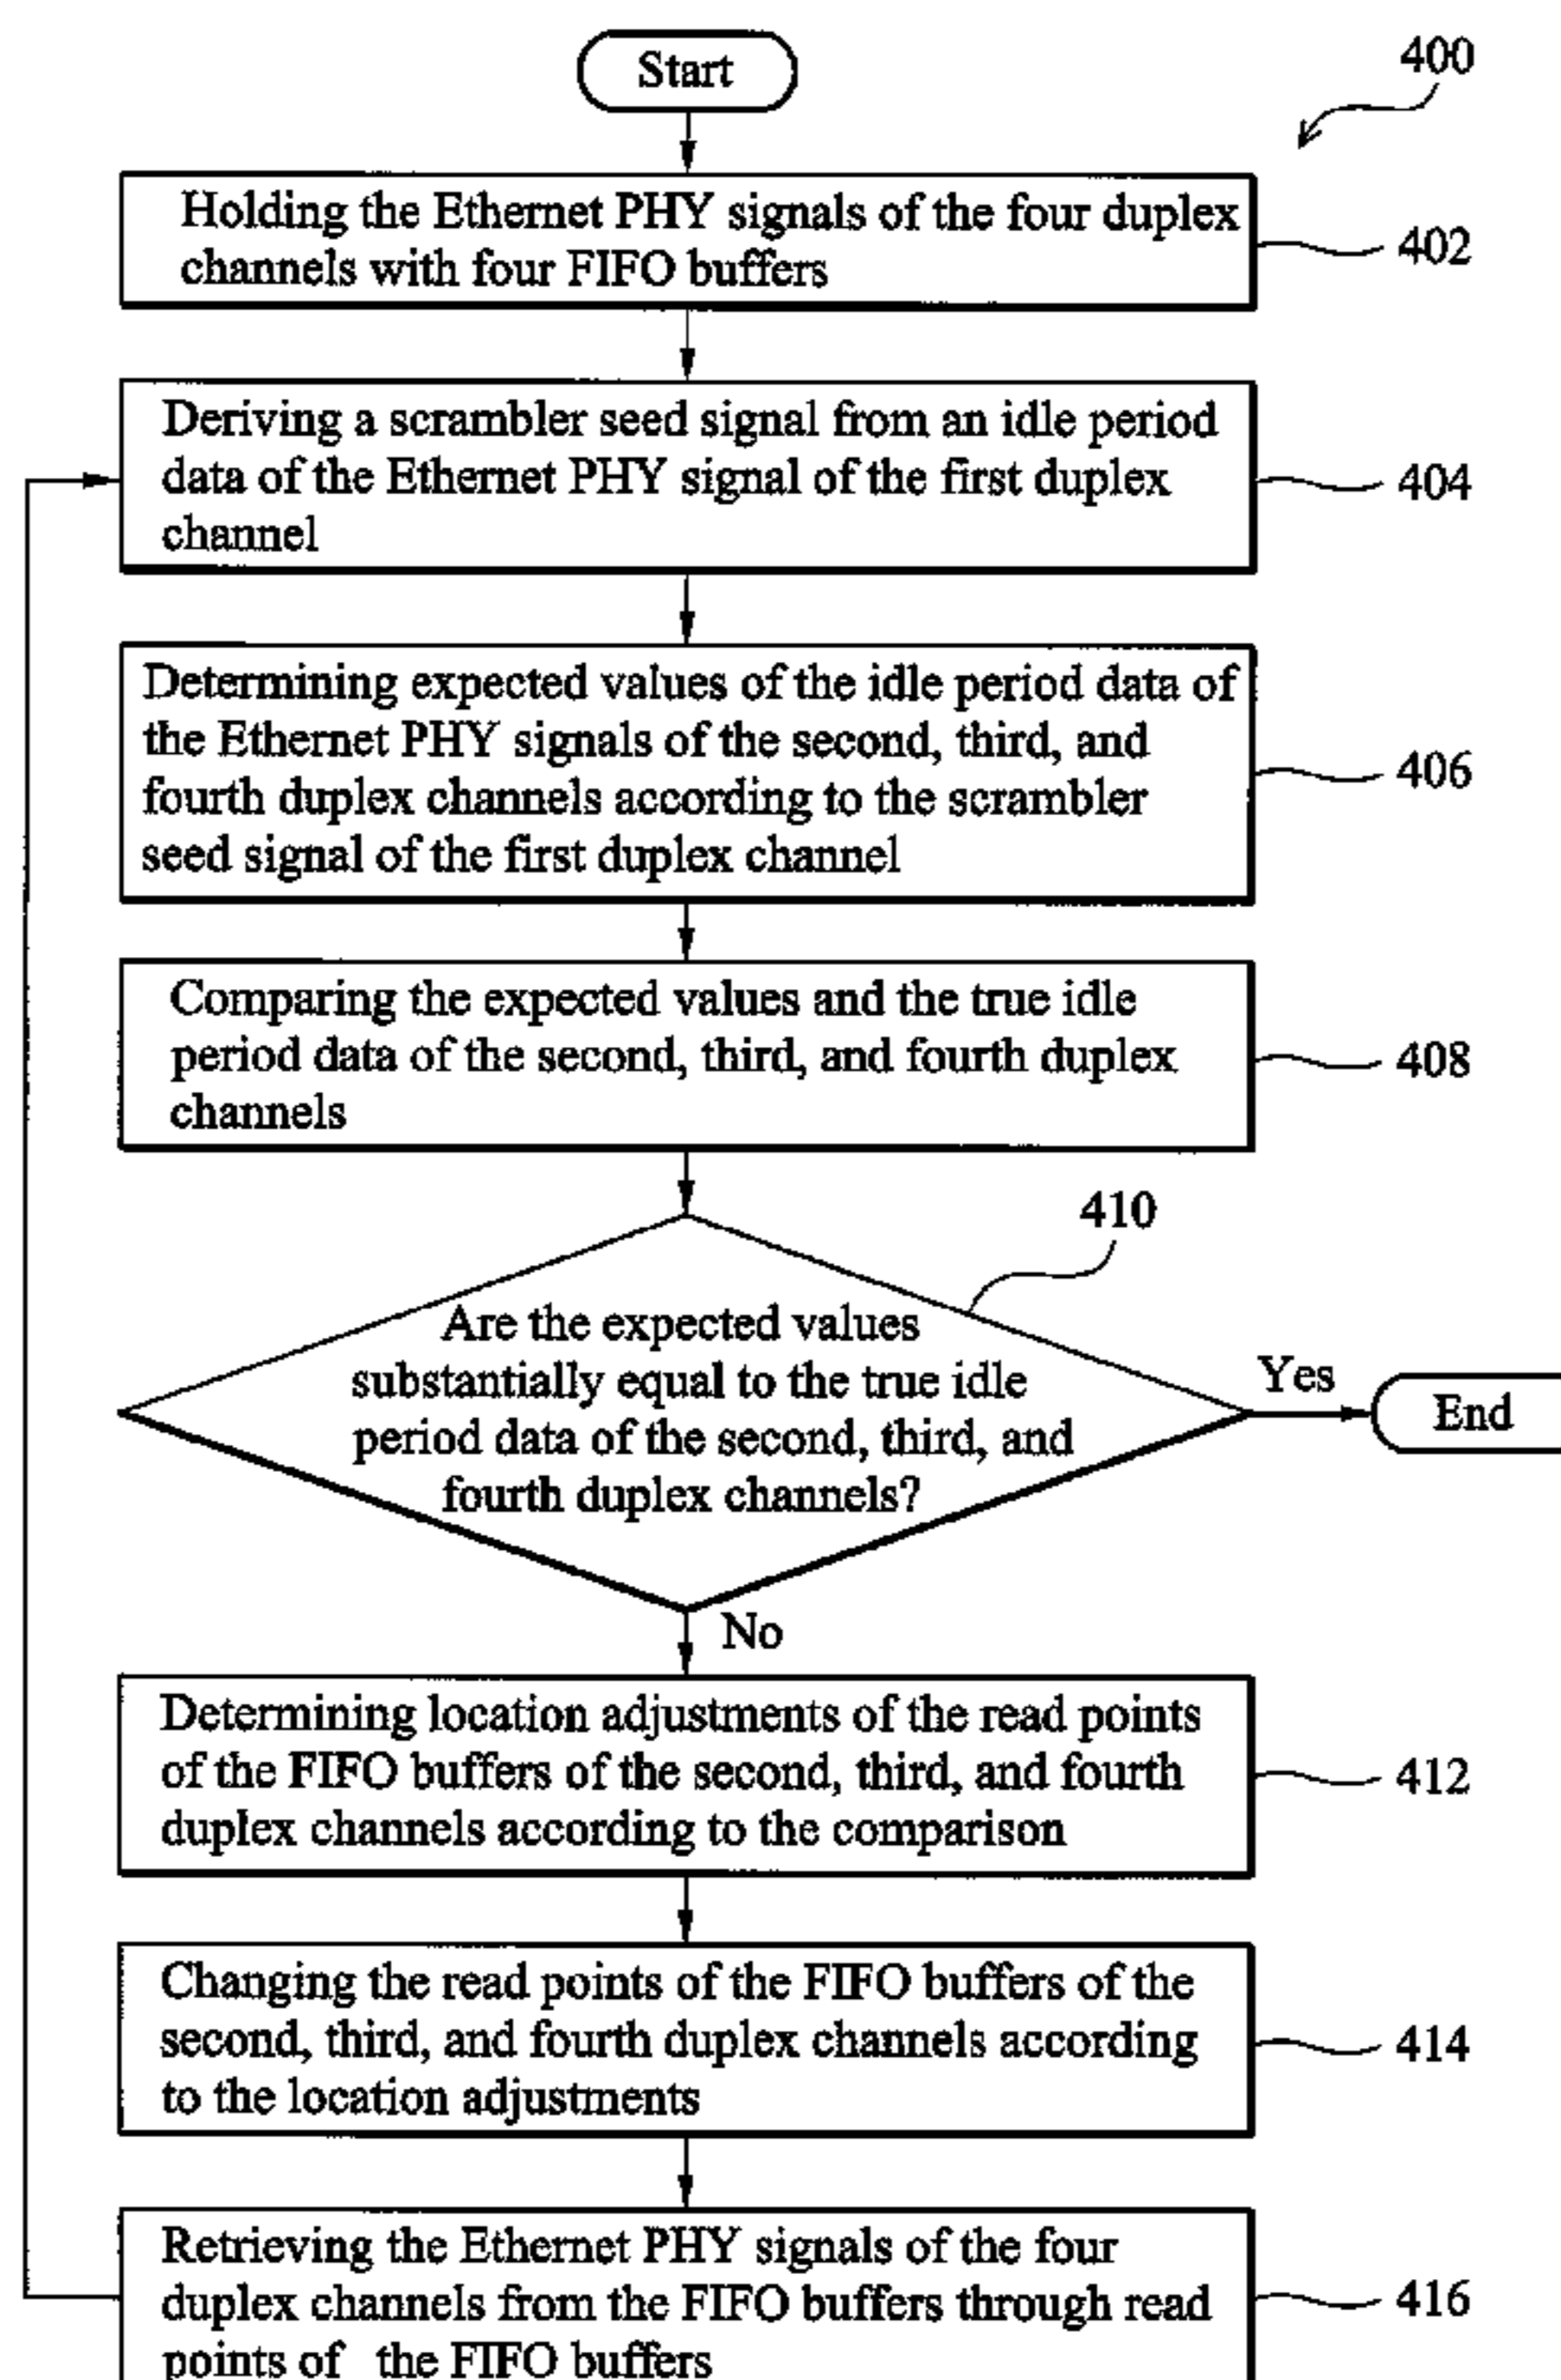 Start
400
Holding the Ethernet PHY signals of the four duplex
channels with four FIFO buffers
402
Deriving a scrambler seed signal from an idle period
data of the Ethernet PHY signal of the first duplex
channel
404
Determining expected values of the idle period data of
the Ethernet PHY signals of the second, third, and
fourth duplex channels according to the scrambler
seed signal of the first duplex channel
406
Comparing the expected values and the true idle
period data of the second, third, and fourth duplex
channels
408
410
Are the expected values
substantially equal to the true idle
period data of the second, third, and
fourth duplex channels?
Yes
End
No
Determining location adjustments of the read points
of the FIFO buffers of the second, third, and fourth
duplex channels according to the comparison
412
Changing the read points of the FIFO buffers of the
second, third, and fourth duplex channels according
to the location adjustments
414
Retrieving the Ethernet PHY signals of the four
duplex channels from the FIFO buffers through read
points of the FIFO buffers
416